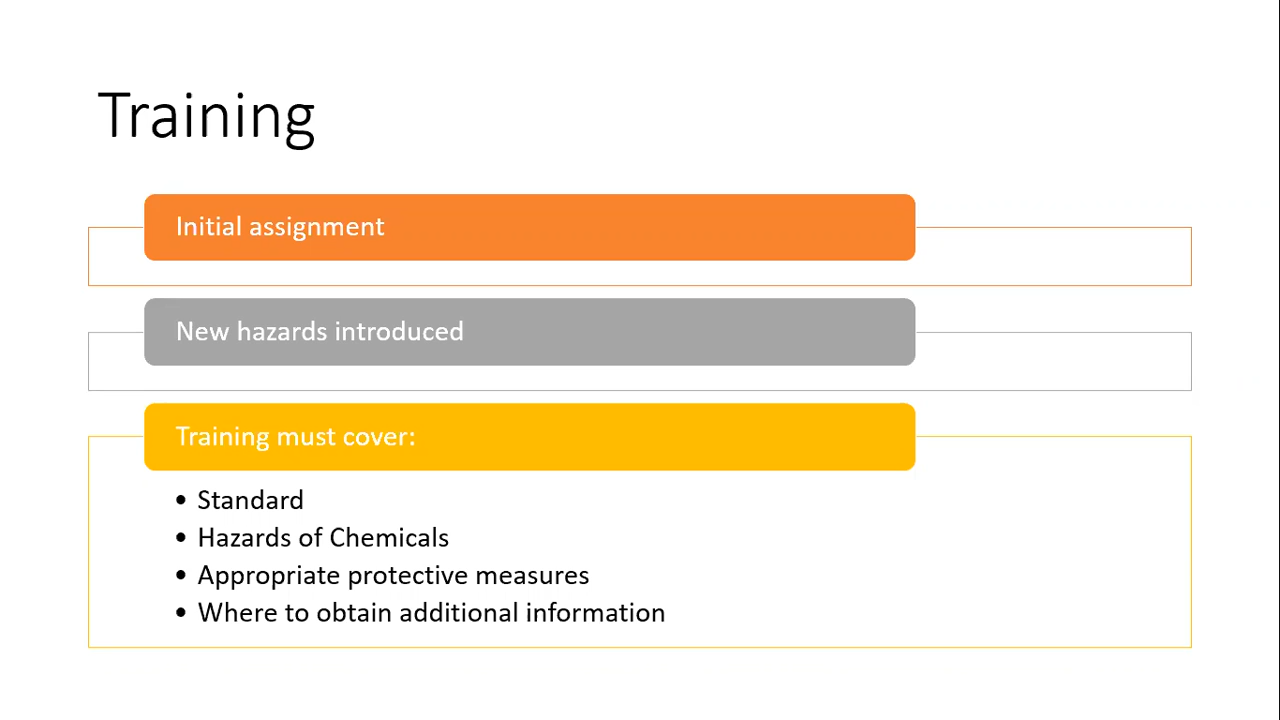 Training
Initial assignment
New hazards introduced
Training must cover:
• Standard
• Hazards of Chemicals
• Appropriate protective measures
• Where to obtain additional information